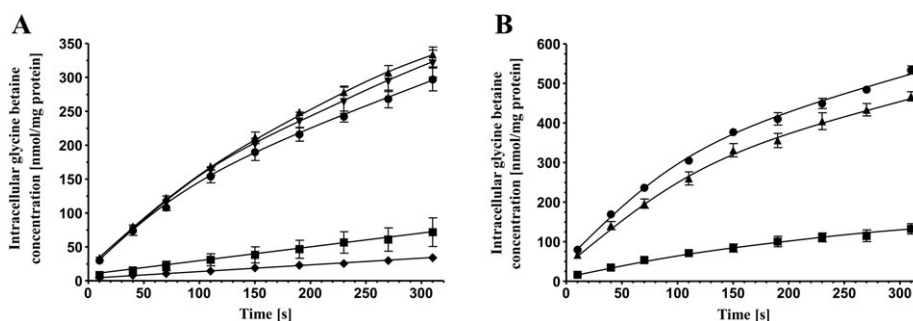 A
B
Intracellular glycine betaine
concentration [nmol/mg protein]
350
300
250
200
150
100
50
0
0 50 100 150 200 250 300
Time [s]
Intracellular glycine betaine
oncentration [nmol/mg protein]
600
500
400
300
200
100
0
0 50 100 150 200 250 300
Time [s]